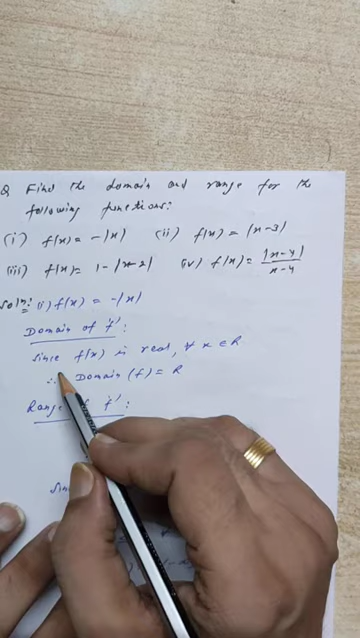 Q Find the domain and range for the
following functions:
(i) f(x) = -|x| (ii) f(x) = |x-3|
(iii) f(x) = 1-|x-2| (iv) f(x) = |x-4|/x-4
Soln: (i) f(x) = -|x|
Domain of 'f':
Since f(x) is real, ∀ x ∈ R
∴ Domain (f) = R
Range of 'f':
Sin